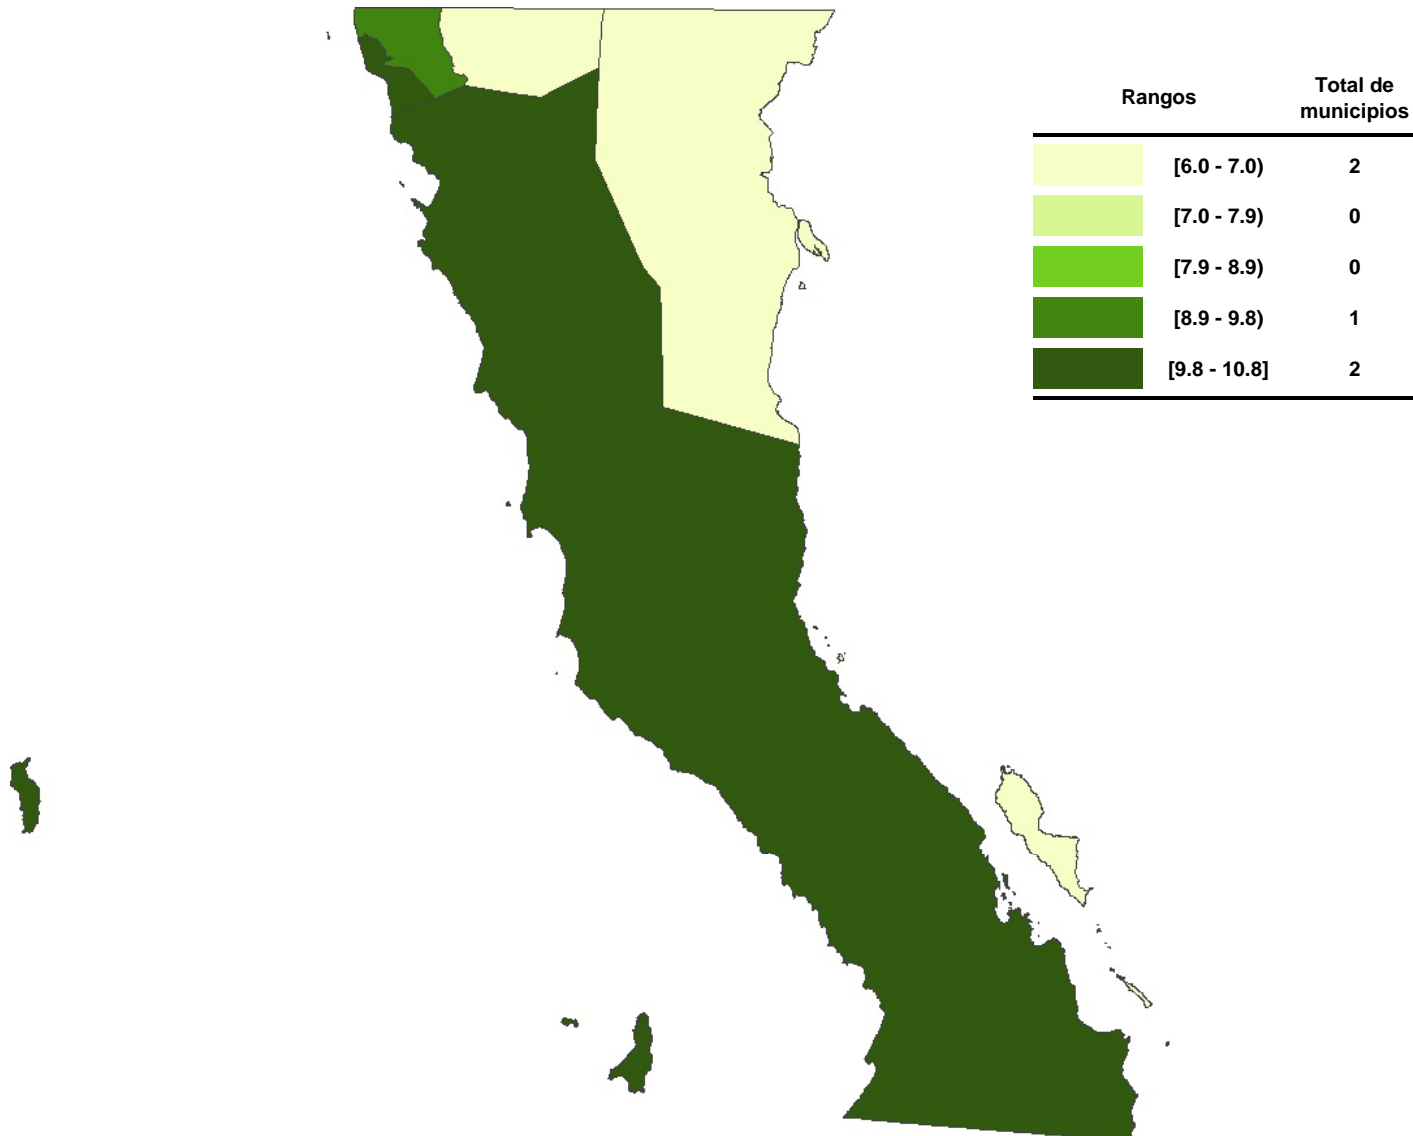 Rangos
Total de
municipios
[6.0 - 7.0) 2
[7.0 - 7.9) 0
[7.9 - 8.9) 0
[8.9 - 9.8) 1
[9.8 - 10.8] 2